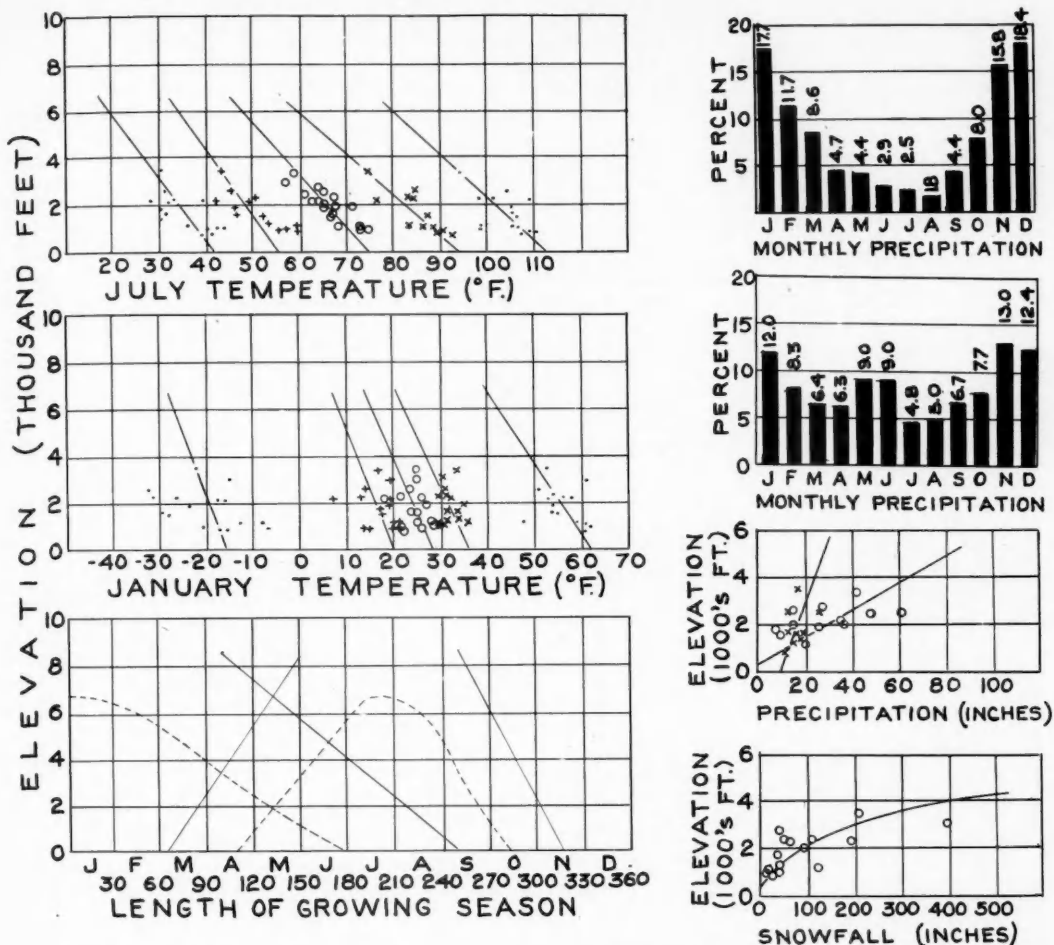 ELEVATION (THOUSAND FEET)
10
8
6
4
2
0
20 30 40 50 60 70 80 90 100 110
JULY TEMPERATURE (°F.)
10
8
6
4
2
0
-40 -30 -20 -10 0 10 20 30 40 50 60 70
JANUARY TEMPERATURE (°F.)
10
8
6
4
2
0
J F M A M J J A S O N D
30 60 90 120 150 180 210 240 270 300 330 360
LENGTH OF GROWING SEASON
PERCENT
20
15
10
5
17.7 11.7 8.6 4.7 4.4 2.9 2.5 1.8 4.4 8.0 15.8 18.4
J F M A M J J A S O N D
MONTHLY PRECIPITATION
PERCENT
20
15
10
5
0
12.0 8.3 6.4 6.3 9.0 9.0 4.8 5.0 6.7 7.7 13.0 12.4
J F M A M J J A S O N D
MONTHLY PRECIPITATION
ELEVATION
(1000's FT.)
6
4
2
0
0 20 40 60 80 100
PRECIPITATION (INCHES)
ELEVATION
(1000's FT.)
6
4
2
0
0 100 200 300 400 500
SNOWFALL (INCHES)